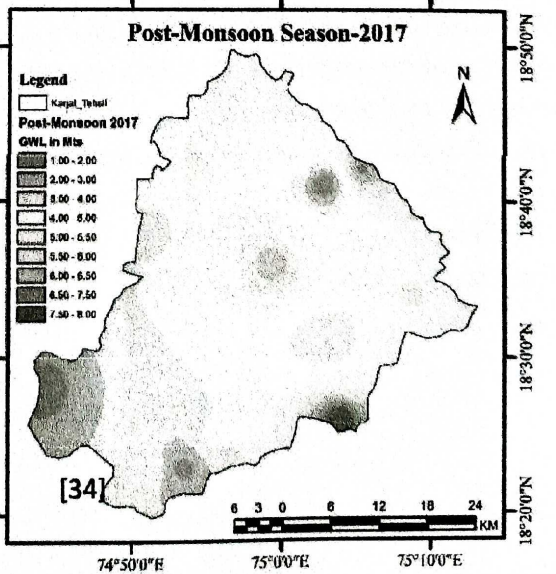 Post-Monsoon Season-2017
Legend
Karjat_Tehsil
Post-Monsoon 2017
GWL in Mts
1.00 - 2.00
2.00 - 3.00
3.00 - 4.00
4.00 - 5.00
5.00 - 5.50
5.50 - 6.00
6.00 - 6.50
6.50 - 7.50
7.50 - 8.00
N
18°50'0"N
18°40'0"N
18°30'0"N
18°20'0"N
[34]
6 3 0 6 12 18 24
KM
74°50'0"E 75°0'0"E 75°10'0"E